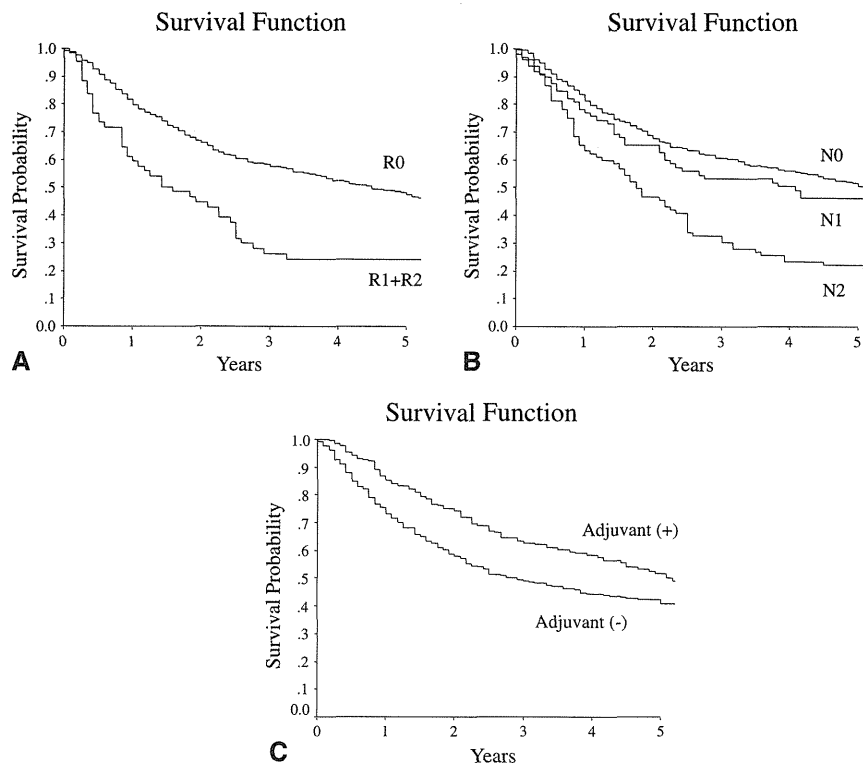 Survival Function
Survival Probability
1.0
.9
.8
.7
.6
.5
.4
.3
.2
.1
0.0
R0
R1+R2
0 1 2 3 4 5
Years
A
Survival Function
Survival Probability
1.0
.9
.8
.7
.6
.5
.4
.3
.2
.1
0.0
N0
N1
N2
0 1 2 3 4 5
Years
B
Survival Function
Survival Probability
1.0
.9
.8
.7
.6
.5
.4
.3
.2
.1
0.0
Adjuvant (+)
Adjuvant (-)
0 1 2 3 4 5
Years
C